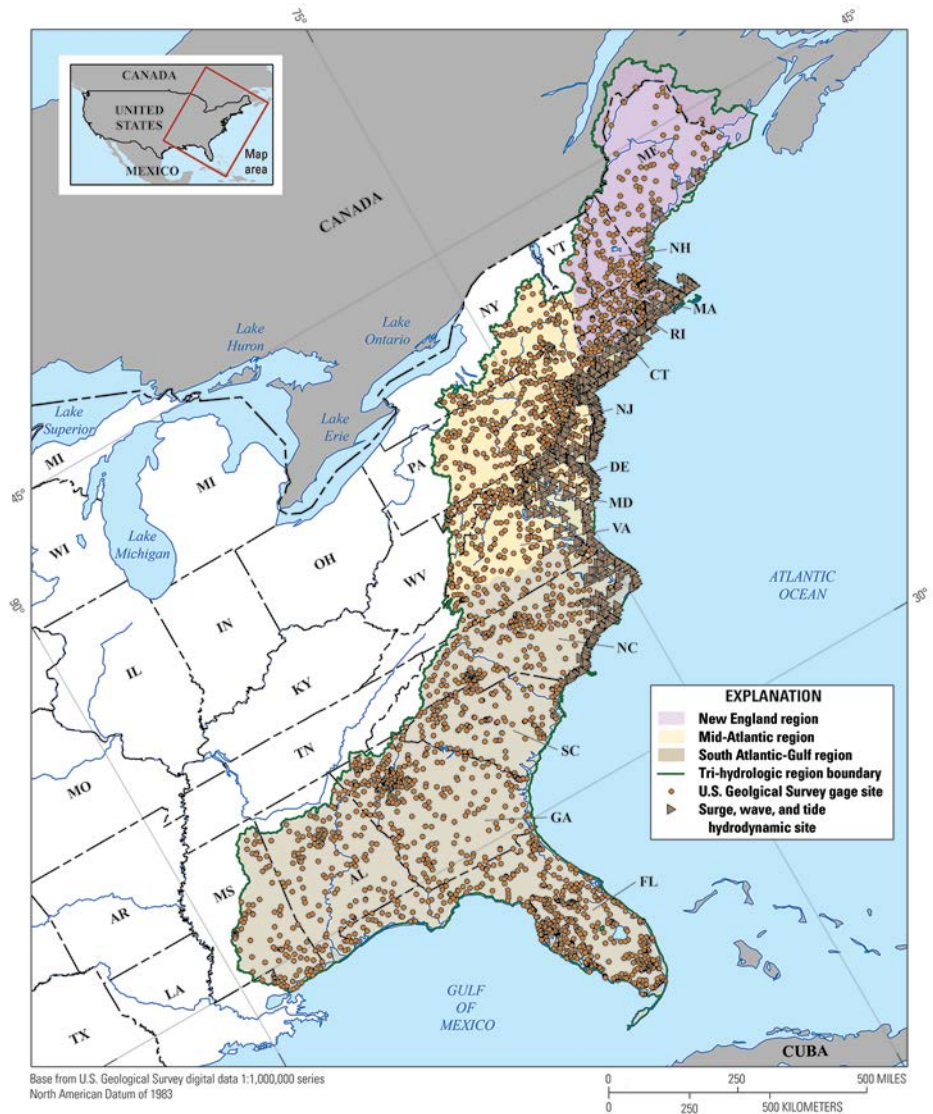 75°
45°
CANADA
UNITED
STATES
MEXICO
Map
area
CANADA
ME
VT
NH
NY
MA
RI
Lake
Ontario
Lake
Huron
CT
NJ
Lake
Superior
Lake
Erie
MI
MI
PA
DE
45°
MD
VA
WI
Lake
Michigan
OH
WV
ATLANTIC
OCEAN
90°
30°
IN
NC
IL
KY
EXPLANATION
New England region
Mid-Atlantic region
South Atlantic-Gulf region
Tri-hydrologic region boundary
U.S. Geolgical Survey gage site
Surge, wave, and tide
hydrodynamic site
TN
SC
MO
GA
AL
MS
FL
AR
LA
GULF
OF
MEXICO
TX
CUBA
Base from U.S. Geological Survey digital data 1:1,000,000 series
North American Datum of 1983
0 250 500 MILES
0 250 500 KILOMETERS